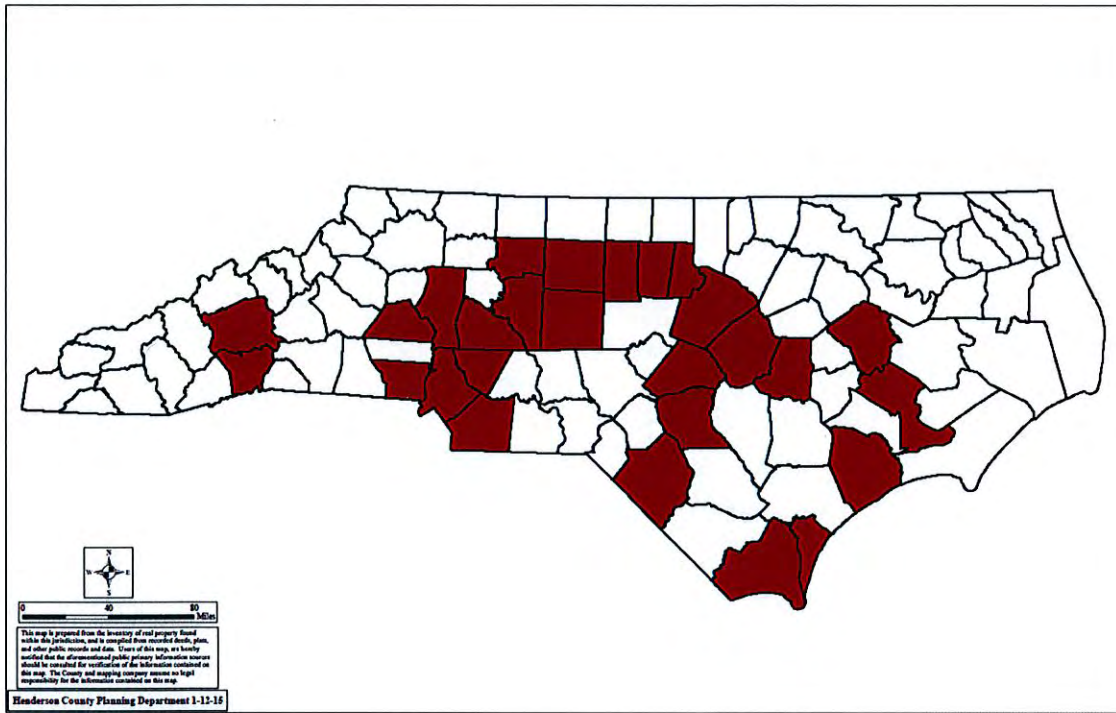 N
W E
S
0 40 80
Miles
This map is prepared from the inventory of real property found
within this jurisdiction, and is compiled from recorded deeds, plats,
and other public records and data. Users of this map, are hereby
notified that the aforementioned public primary information sources
should be consulted for verification of the information contained on
this map. The County and mapping company assume no legal
responsibility for the information contained on this map.
Henderson County Planning Department 1-12-15